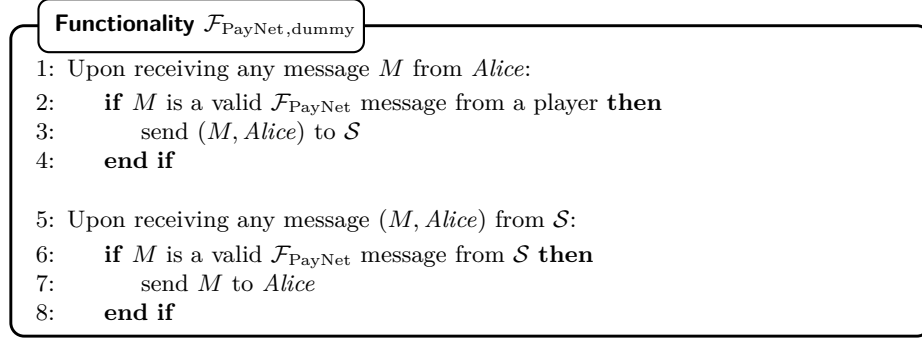 Functionality F_PayNet,dummy
1: Upon receiving any message M from Alice:
2: if M is a valid F_PayNet message from a player then
3: send (M, Alice) to S
4: end if
5: Upon receiving any message (M, Alice) from S:
6: if M is a valid F_PayNet message from S then
7: send M to Alice
8: end if